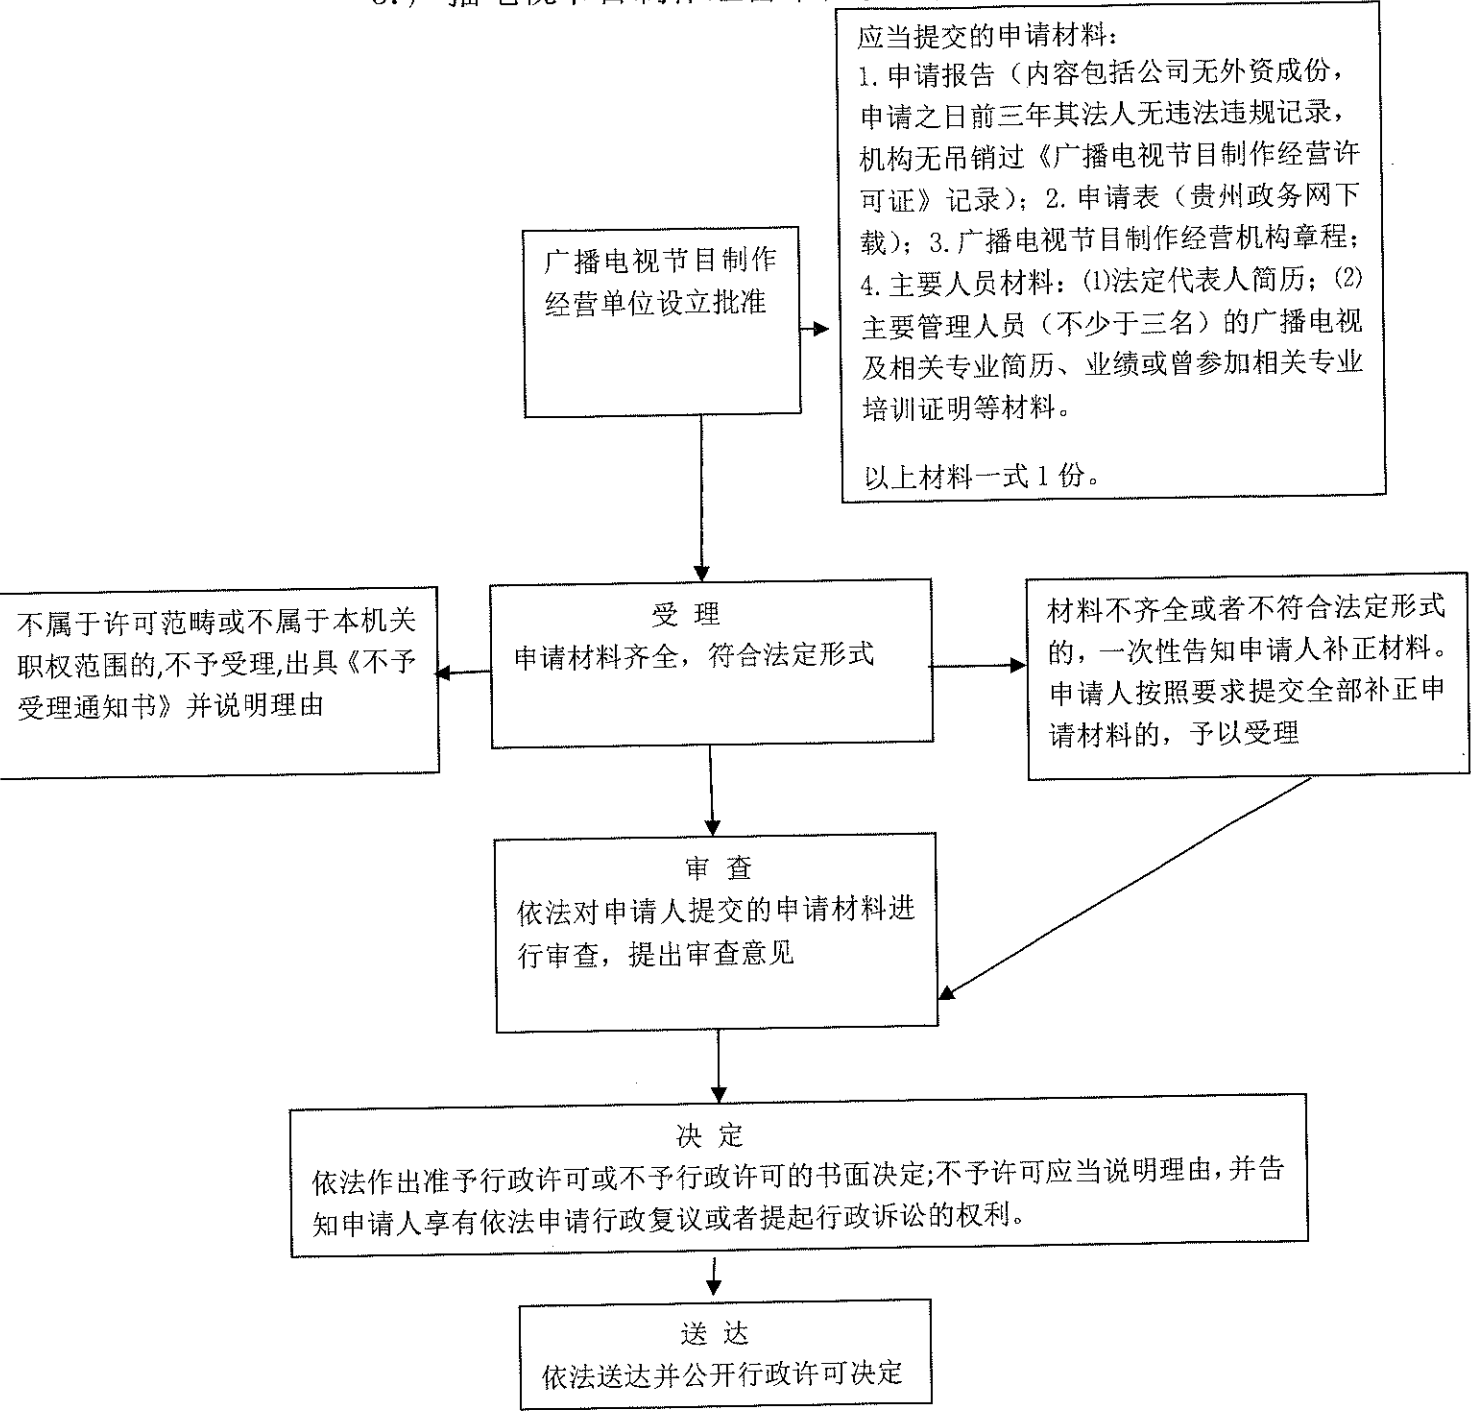 应当提交的申请材料：
1.申请报告（内容包括公司无外资成份，
申请之日前三年其法人无违法违规记录，
机构无吊销过《广播电视节目制作经营许
可证》记录）；2.申请表（贵州政务网下
载）；3.广播电视节目制作经营机构章程；
4.主要人员材料：⑴法定代表人简历；⑵
主要管理人员（不少于三名）的广播电视
及相关专业简历、业绩或曾参加相关专业
培训证明等材料。
以上材料一式1份。
广播电视节目制作
经营单位设立批准
不属于许可范畴或不属于本机关
职权范围的,不予受理,出具《不予
受理通知书》并说明理由
受 理
申请材料齐全，符合法定形式
材料不齐全或者不符合法定形式
的，一次性告知申请人补正材料。
申请人按照要求提交全部补正申
请材料的，予以受理
审 查
依法对申请人提交的申请材料进
行审查，提出审查意见
决 定
依法作出准予行政许可或不予行政许可的书面决定;不予许可应当说明理由,并告
知申请人享有依法申请行政复议或者提起行政诉讼的权利。
送 达
依法送达并公开行政许可决定